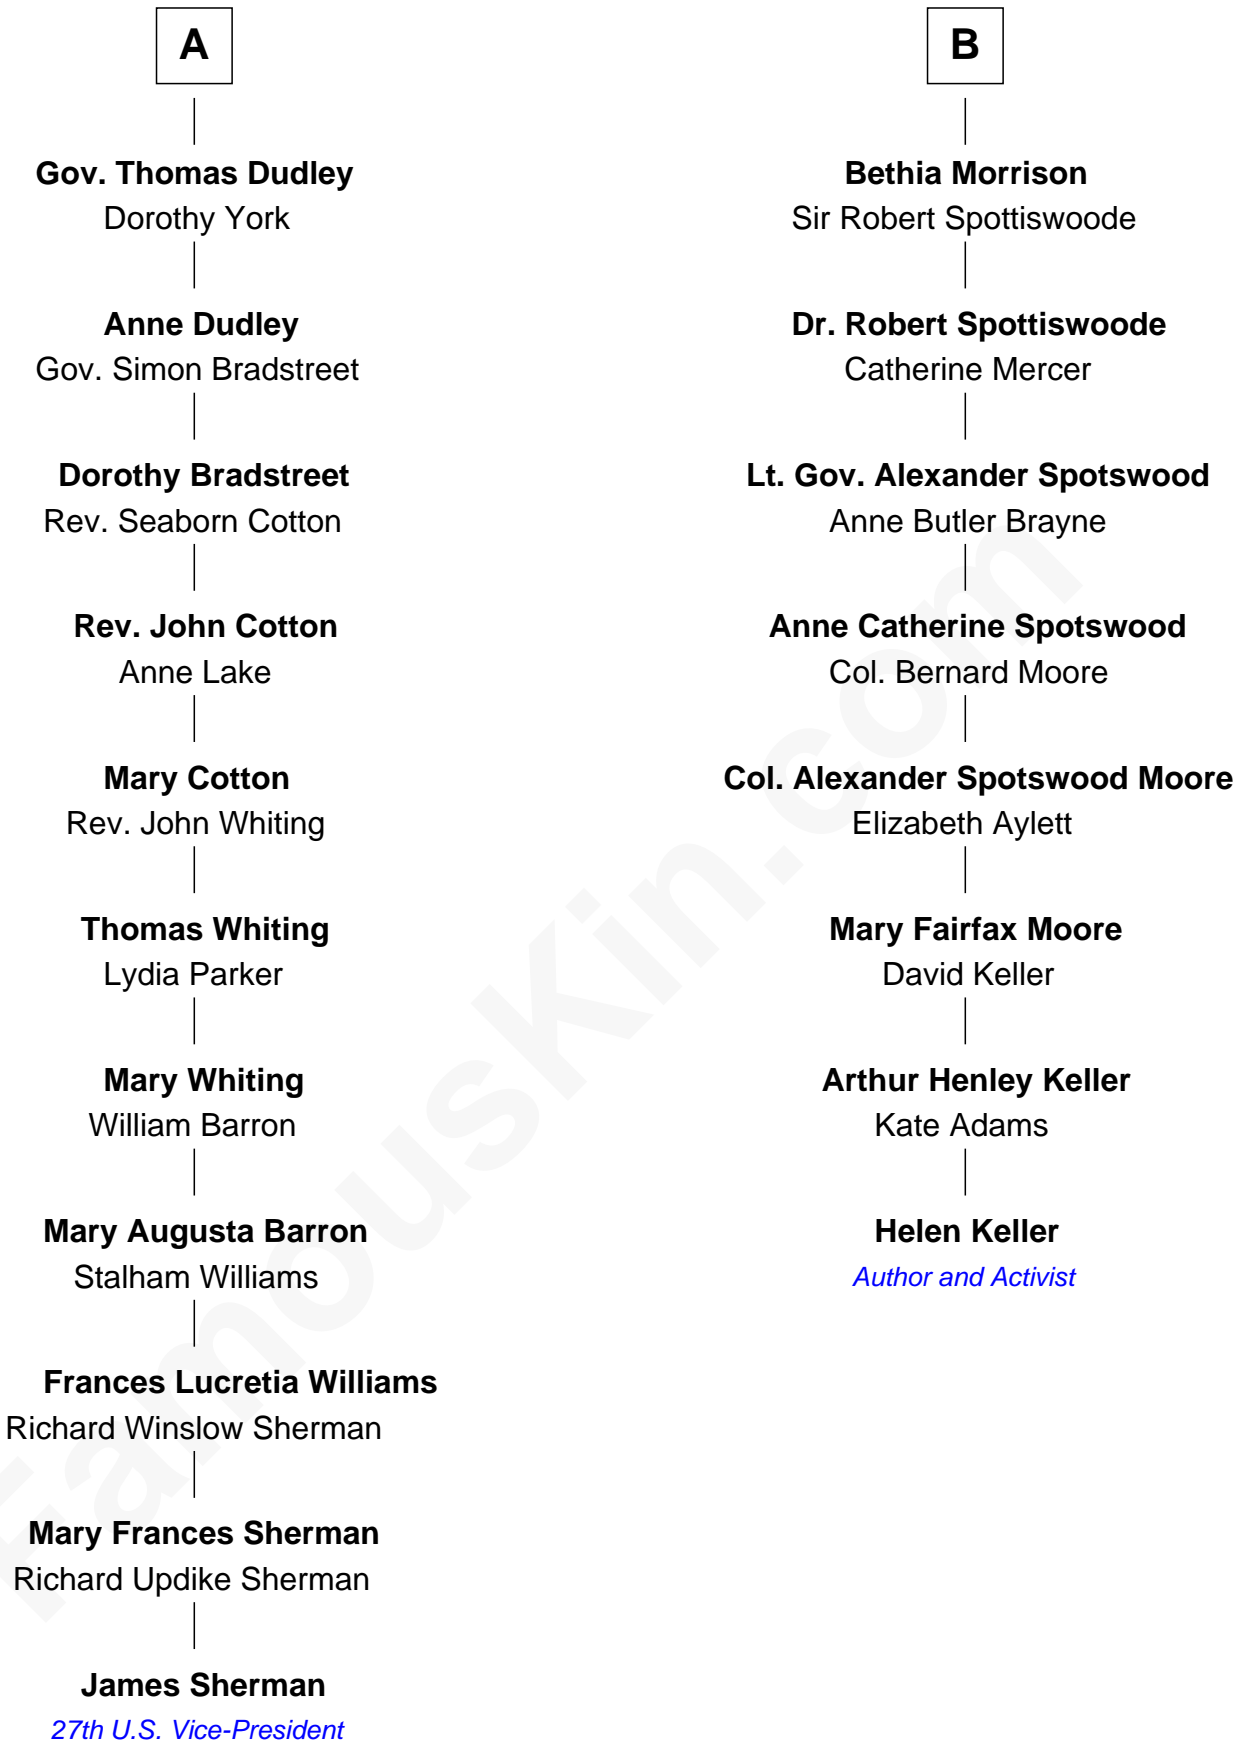 A
Gov. Thomas Dudley
Dorothy York
Anne Dudley
Gov. Simon Bradstreet
Dorothy Bradstreet
Rev. Seaborn Cotton
Rev. John Cotton
Anne Lake
Mary Cotton
Rev. John Whiting
Thomas Whiting
Lydia Parker
Mary Whiting
William Barron
Mary Augusta Barron
Stalham Williams
Frances Lucretia Williams
Richard Winslow Sherman
Mary Frances Sherman
Richard Updike Sherman
James Sherman
27th U.S. Vice-President
B
Bethia Morrison
Sir Robert Spottiswoode
Dr. Robert Spottiswoode
Catherine Mercer
Lt. Gov. Alexander Spotswood
Anne Butler Brayne
Anne Catherine Spotswood
Col. Bernard Moore
Col. Alexander Spotswood Moore
Elizabeth Aylett
Mary Fairfax Moore
David Keller
Arthur Henley Keller
Kate Adams
Helen Keller
Author and Activist
FamousKin.com